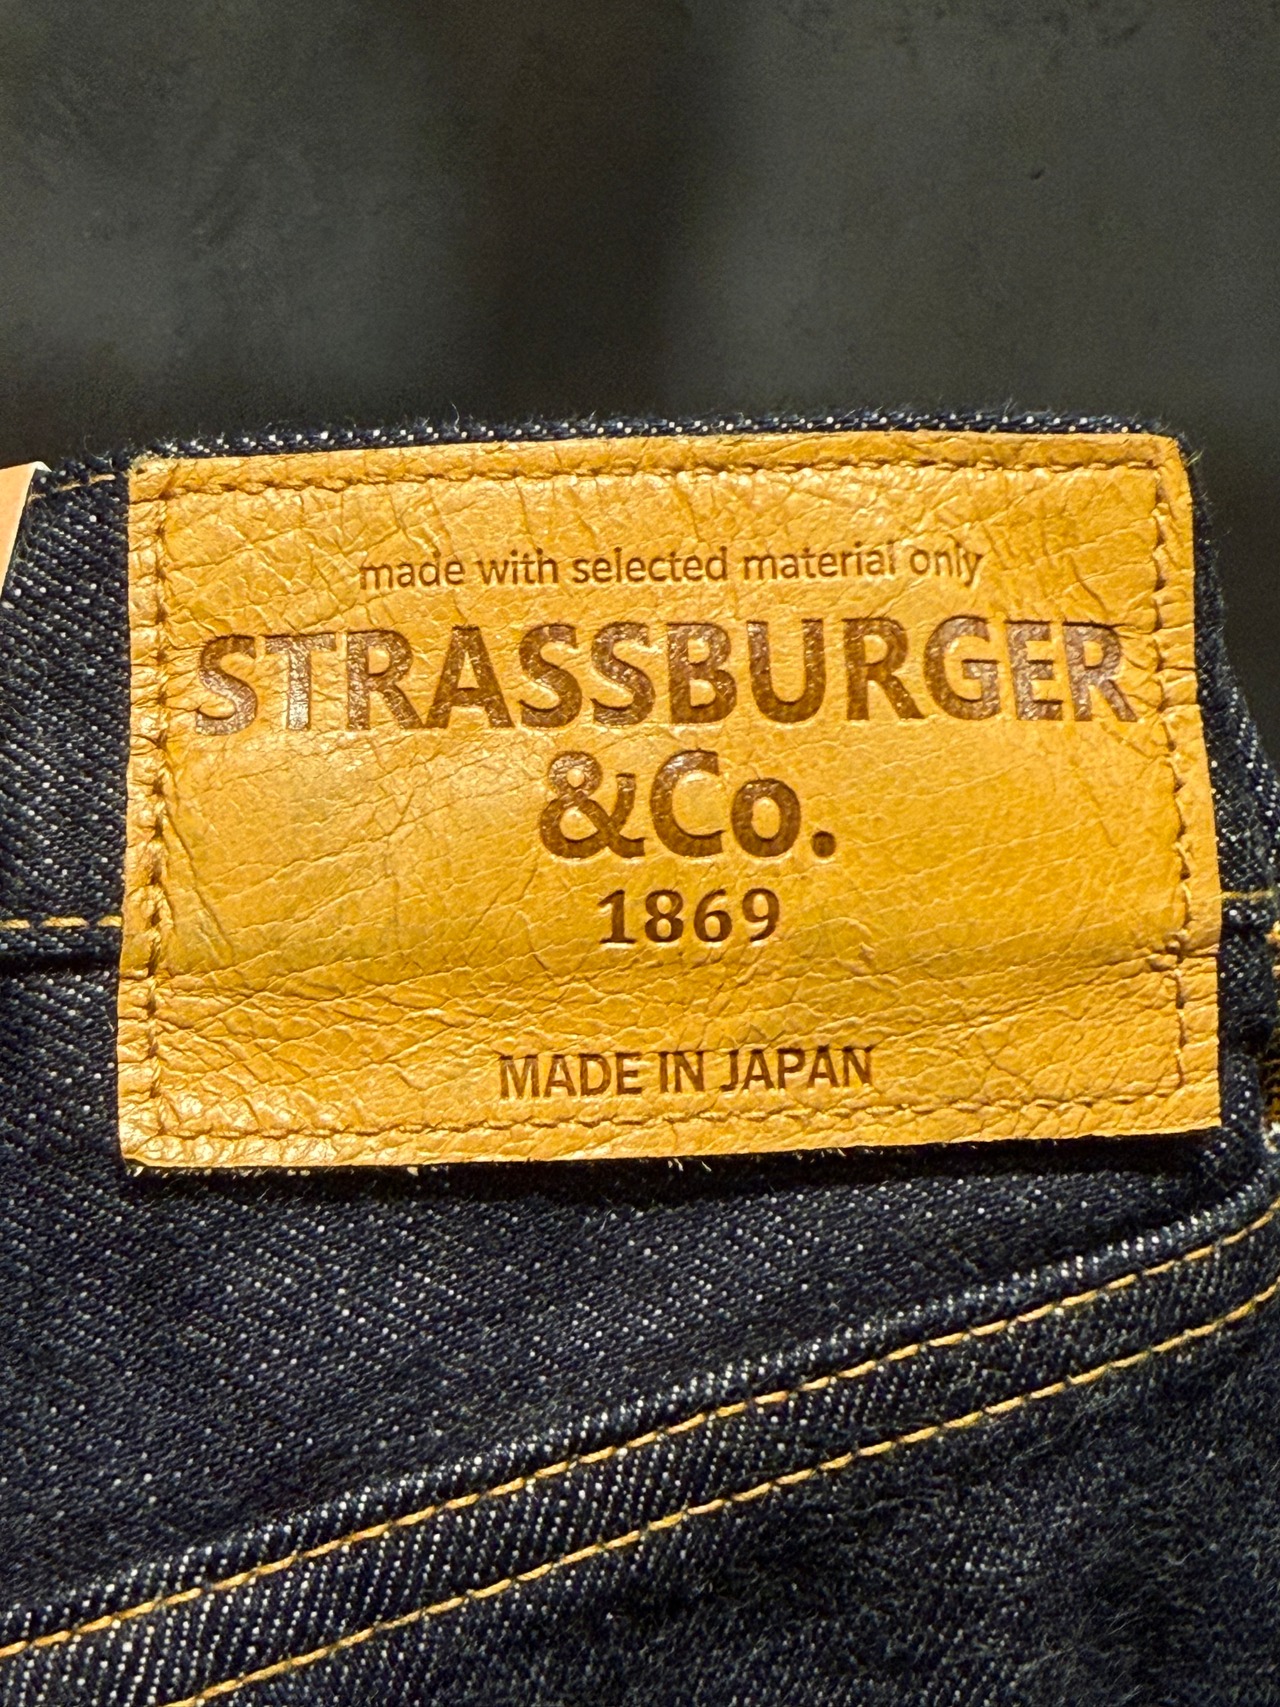 made with selected material only
STRASSBURGER
&Co.
1869
MADE IN JAPAN